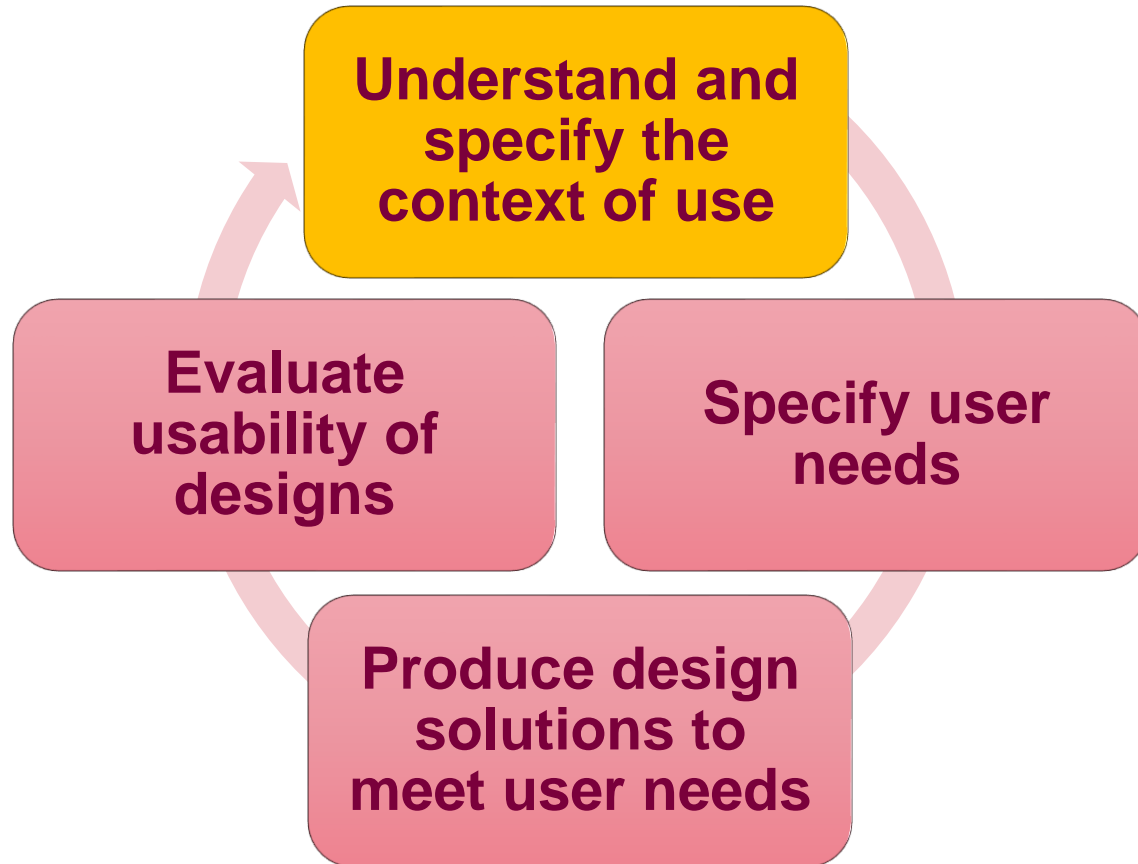 Understand and
specify the
context of use
Specify user
needs
Produce design
solutions to
meet user needs
Evaluate
usability of
designs